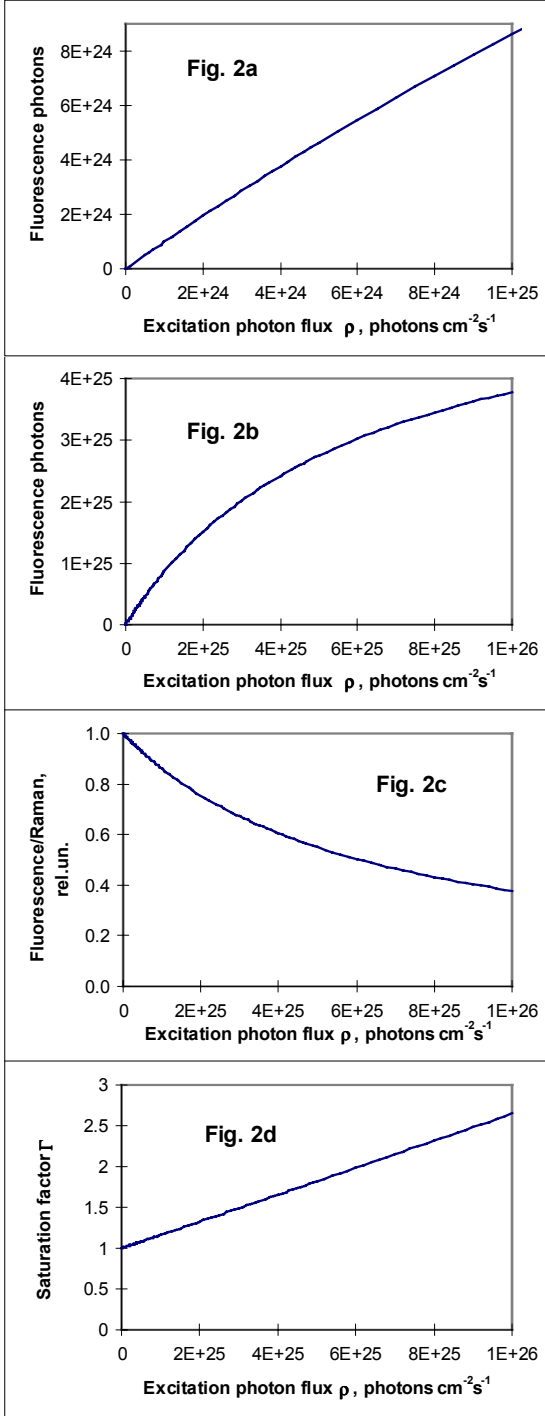 Fig. 2a
Fluorescence photons
8E+24
6E+24
4E+24
2E+24
0
0 2E+24 4E+24 6E+24 8E+24 1E+25
Excitation photon flux ρ , photons cm⁻²s⁻¹
Fig. 2b
Fluorescence photons
4E+25
3E+25
2E+25
1E+25
0
0 2E+25 4E+25 6E+25 8E+25 1E+26
Excitation photon flux ρ , photons cm⁻²s⁻¹
Fig. 2c
Fluorescence/Raman,
rel.un.
1.0
0.8
0.6
0.4
0.2
0.0
0 2E+25 4E+25 6E+25 8E+25 1E+26
Excitation photon flux ρ , photons cm⁻²s⁻¹
Fig. 2d
Saturation factor Γ
3
2.5
2
1.5
1
0.5
0
0 2E+25 4E+25 6E+25 8E+25 1E+26
Excitation photon flux ρ , photons cm⁻²s⁻¹